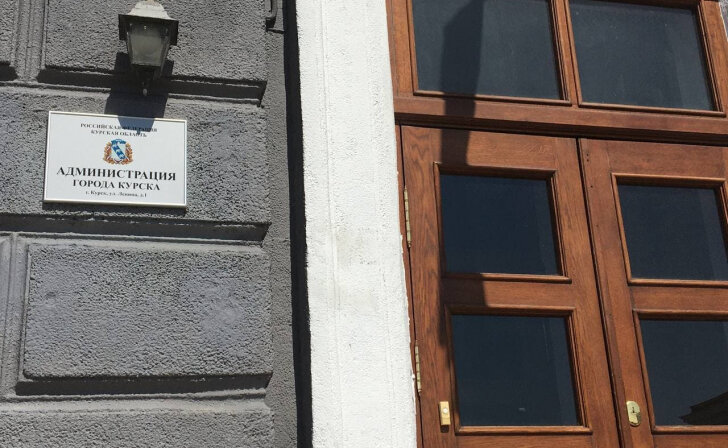 РОССИЙСКАЯ ФЕДЕРАЦИЯ
КУРСКАЯ ОБЛАСТЬ
АДМИНИСТРАЦИЯ
ГОРОДА КУРСКА
г. Курск, ул. Ленина, д.1